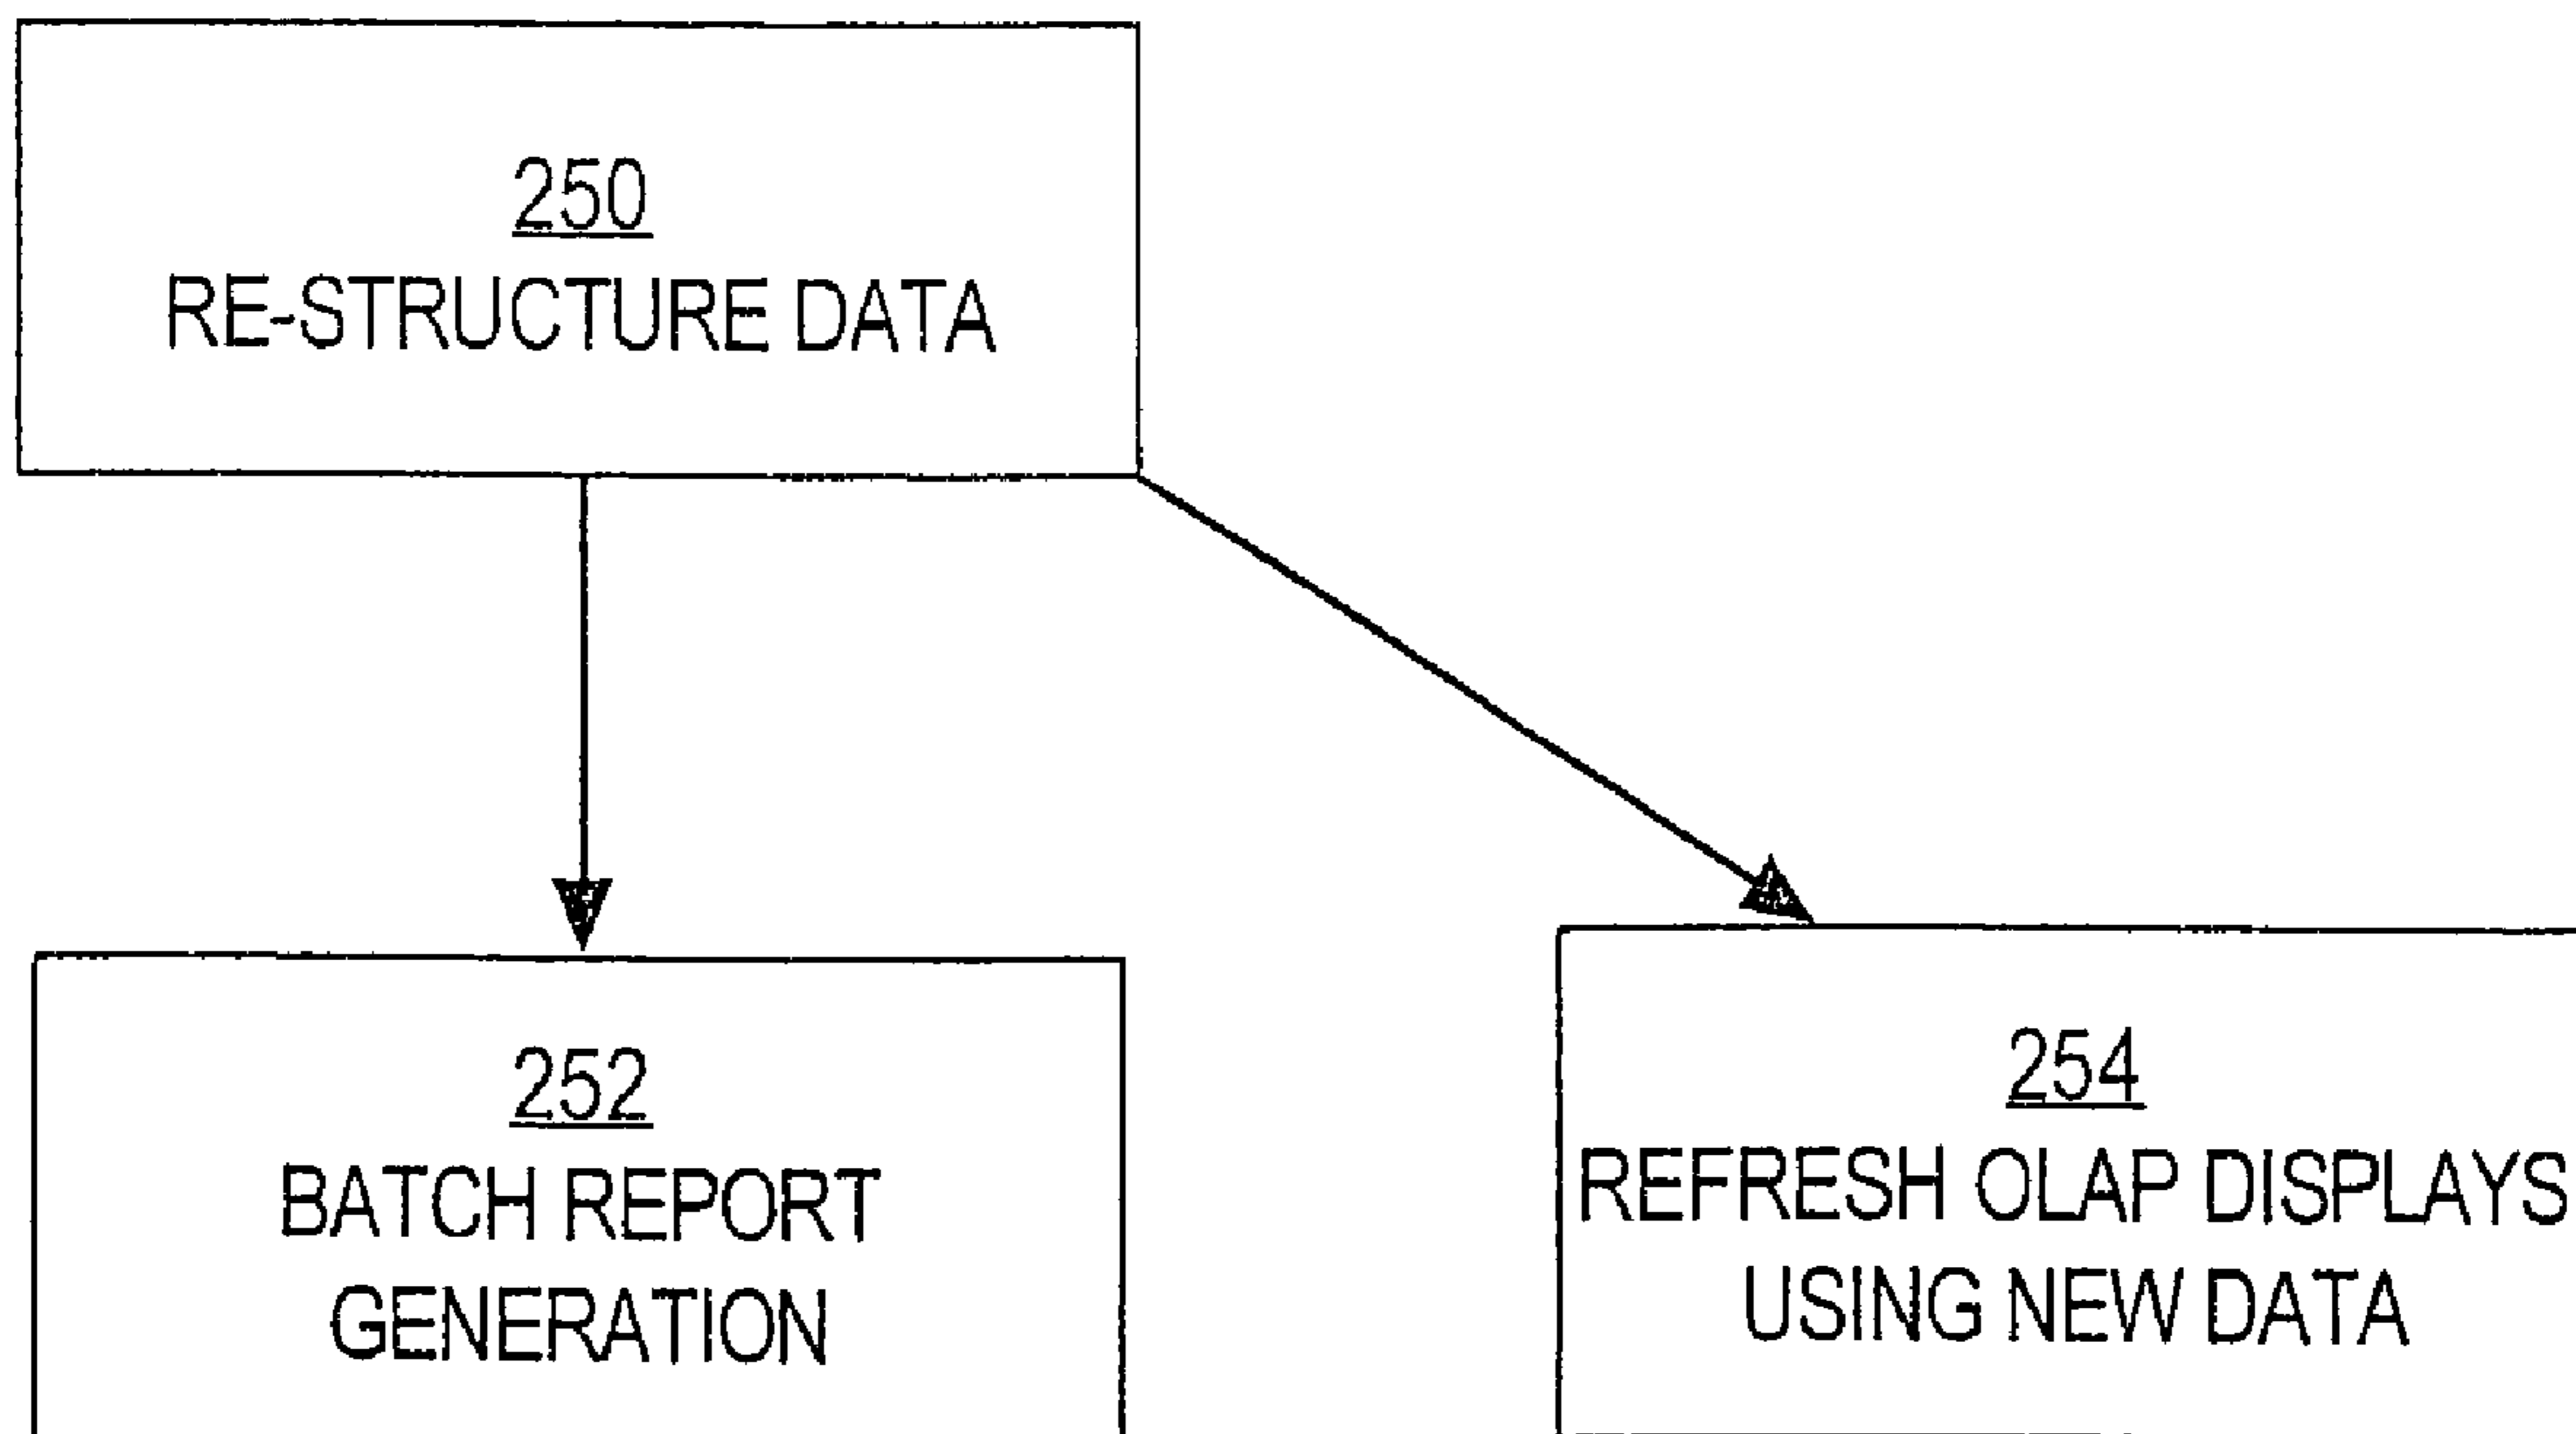 250
RE-STRUCTURE DATA
252
BATCH REPORT
GENERATION
254
REFRESH OLAP DISPLAYS
USING NEW DATA